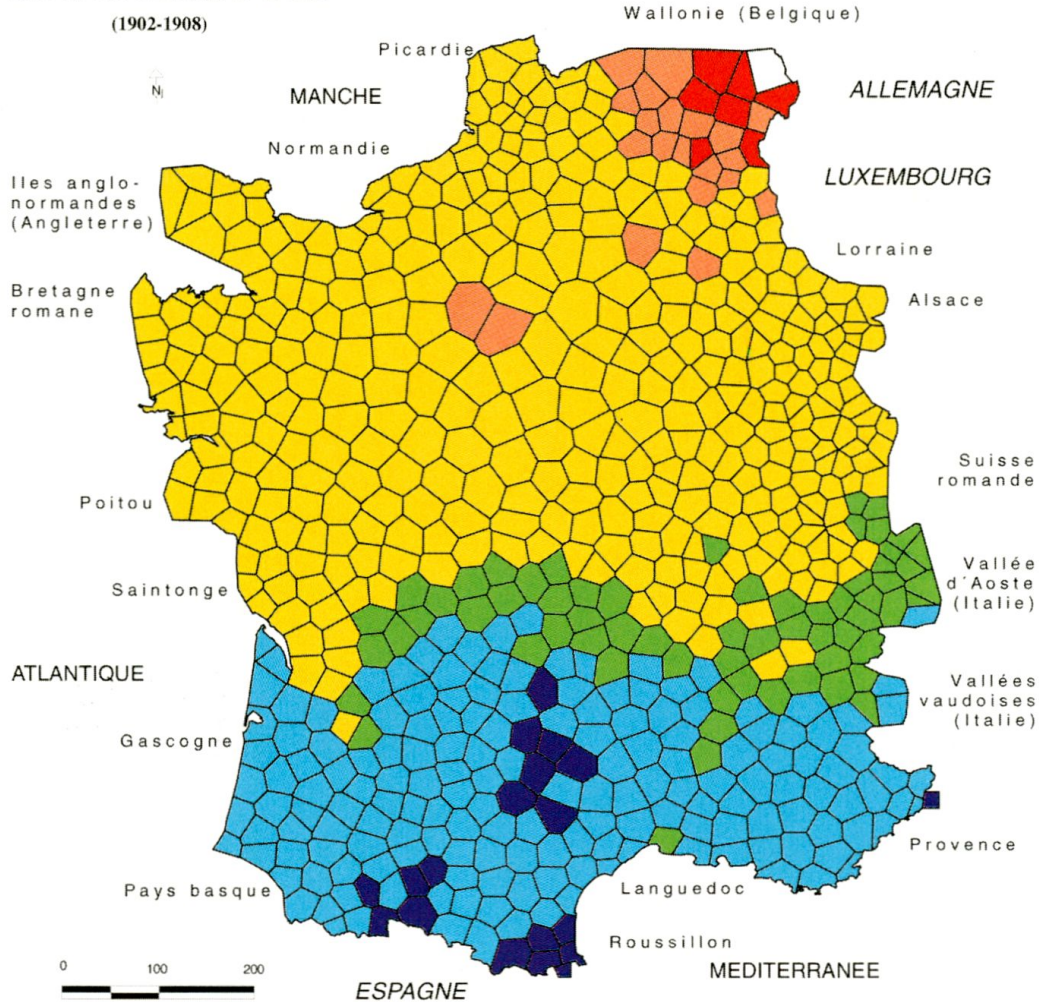 (1902-1908)
Wallonie (Belgique)
Picardie
N
MANCHE
ALLEMAGNE
Normandie
Iles anglo-
normandes
(Angleterre)
LUXEMBOURG
Lorraine
Bretagne
romane
Alsace
Suisse
romande
Poitou
Vallée
d´Aoste
(Italie)
Saintonge
ATLANTIQUE
Vallées
vaudoises
(Italie)
Gascogne
Provence
Pays basque
Languedoc
Roussillon
MEDITERRANEE
0 100 200
ESPAGNE